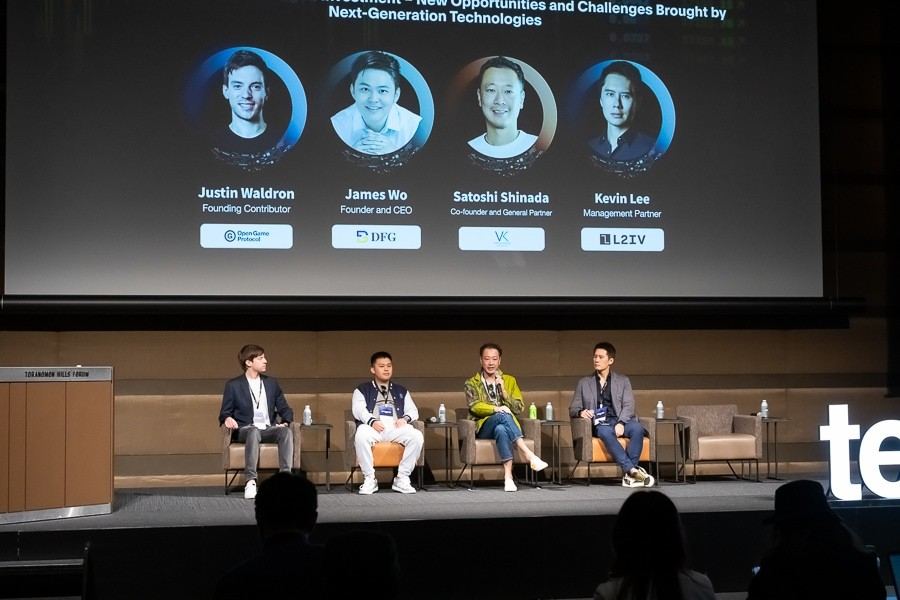 Investment – New Opportunities and Challenges Brought by
Next-Generation Technologies
Justin Waldron
Founding Contributor
Open Game
Protocol
James Wo
Founder and CEO
DFG
Satoshi Shinada
Co-founder and General Partner
VK
Kevin Lee
Management Partner
L2IV
TORANOMON HILLS FORUM
te